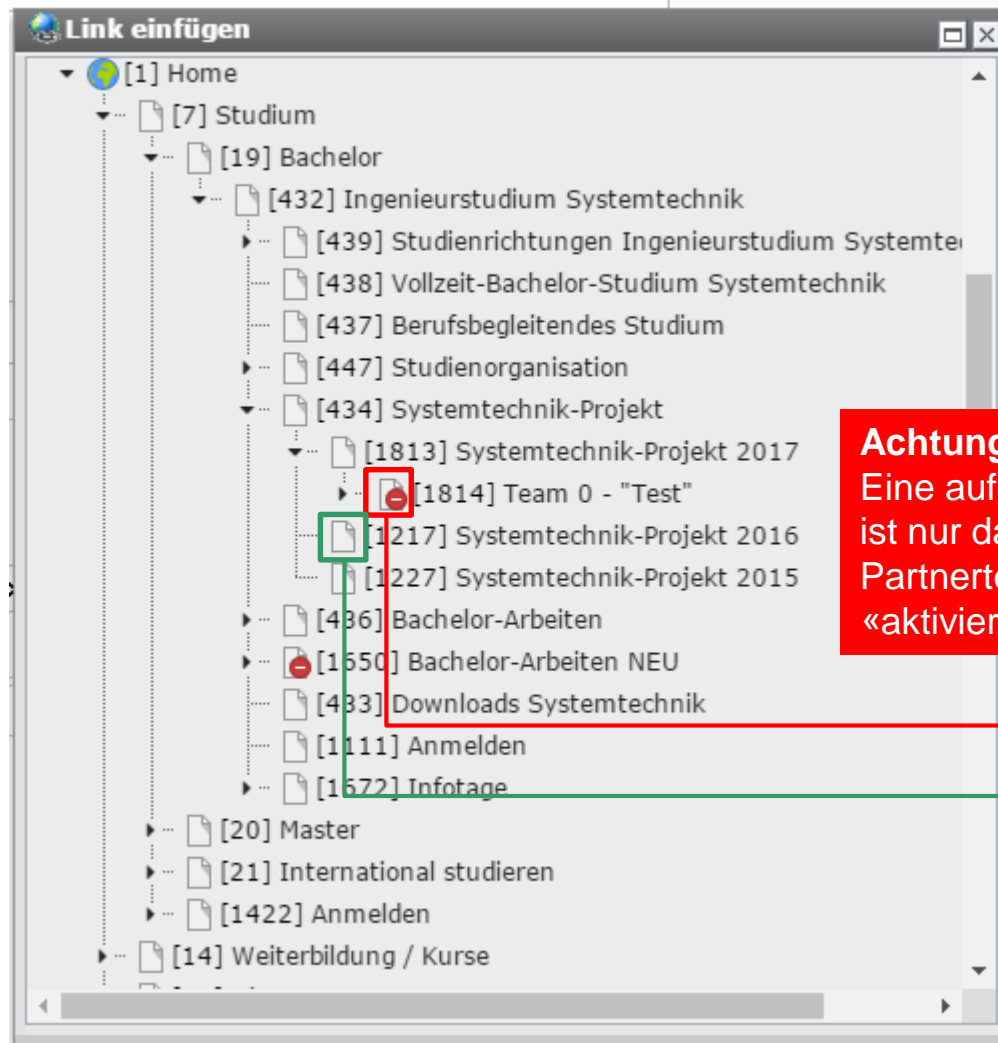 Link einfügen
[1] Home
[7] Studium
[19] Bachelor
[432] Ingenieurstudium Systemtechnik
[439] Studienrichtungen Ingenieurstudium Systemte
[438] Vollzeit-Bachelor-Studium Systemtechnik
[437] Berufsbegleitendes Studium
[447] Studienorganisation
[434] Systemtechnik-Projekt
[1813] Systemtechnik-Projekt 2017
[1814] Team 0 - "Test"
[1217] Systemtechnik-Projekt 2016
[1227] Systemtechnik-Projekt 2015
[436] Bachelor-Arbeiten
[1650] Bachelor-Arbeiten NEU
[433] Downloads Systemtechnik
[1111] Anmelden
[1672] Infotage
[20] Master
[21] International studieren
[1422] Anmelden
[14] Weiterbildung / Kurse
Achtung
Eine auf
ist nur da
Partnerte
«aktivier